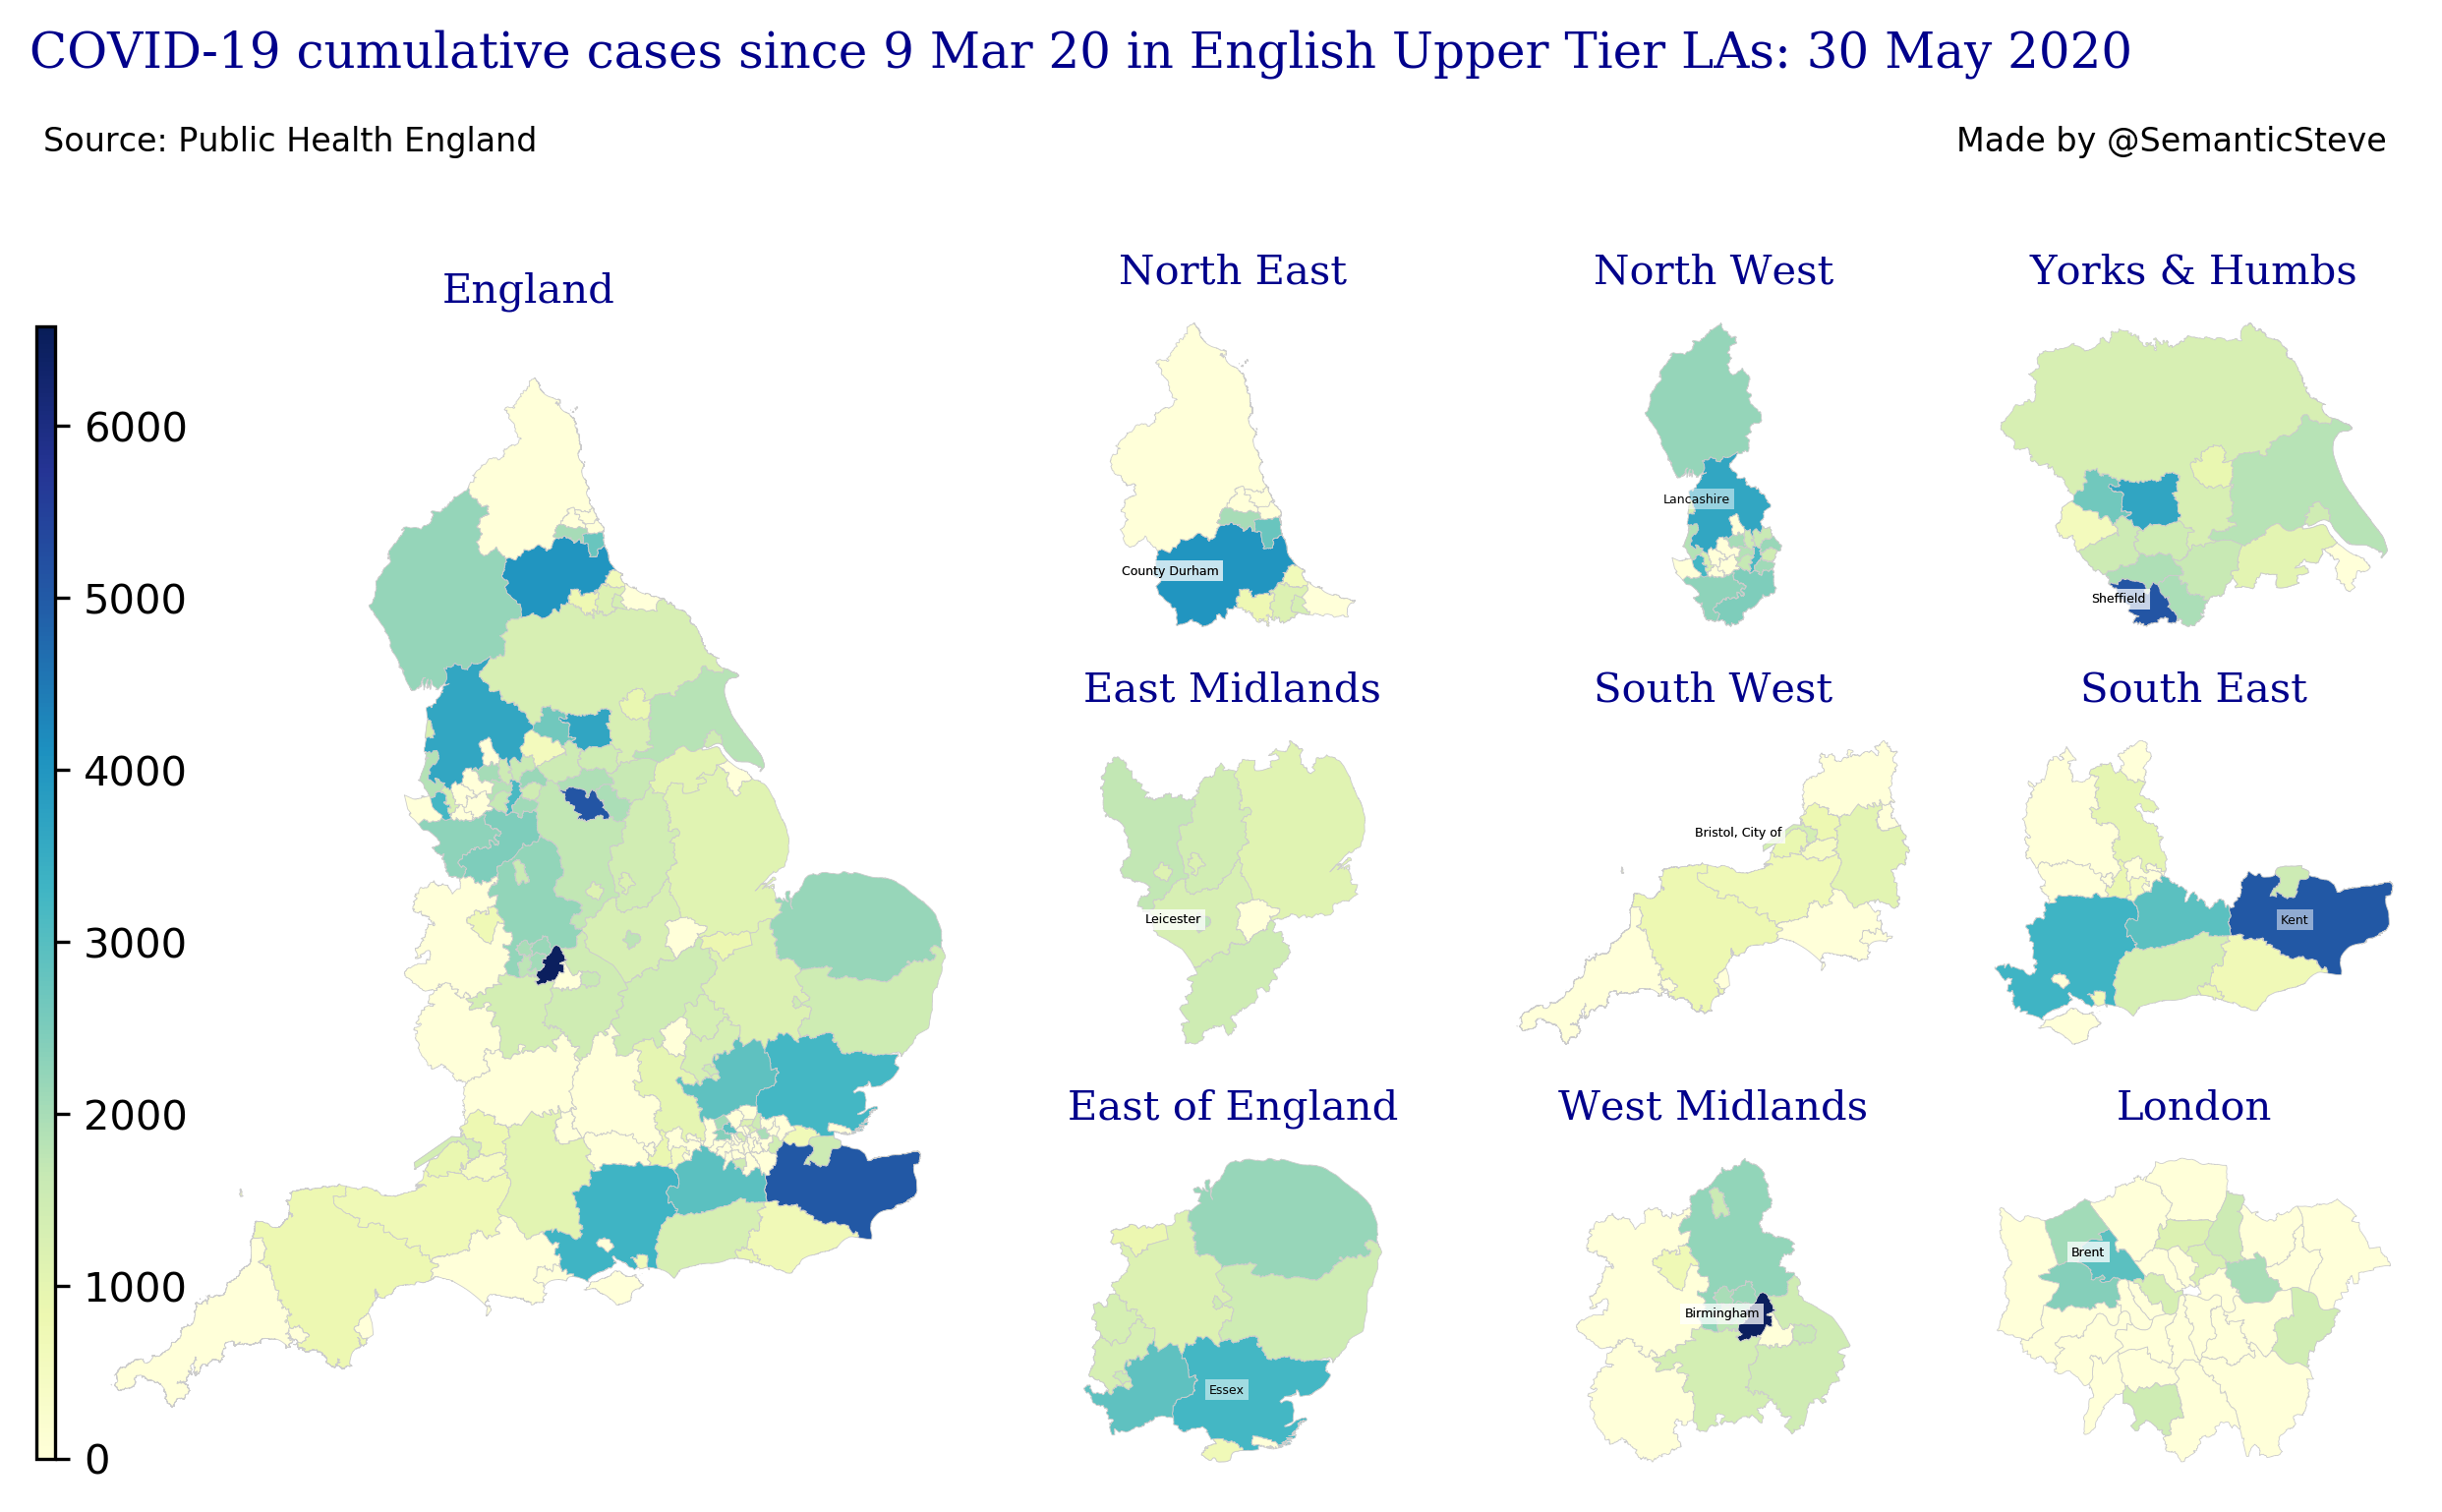 COVID-19 cumulative cases since 9 Mar 20 in English Upper Tier LAs: 30 May 2020
Source: Public Health England
Made by @SemanticSteve
England
6000
5000
4000
3000
2000
1000
0
North East
County Durham
North West
Lancashire
Yorks & Humbs
Sheffield
East Midlands
Leicester
South West
Bristol, City of
South East
Kent
East of England
Essex
West Midlands
Birmingham
London
Brent